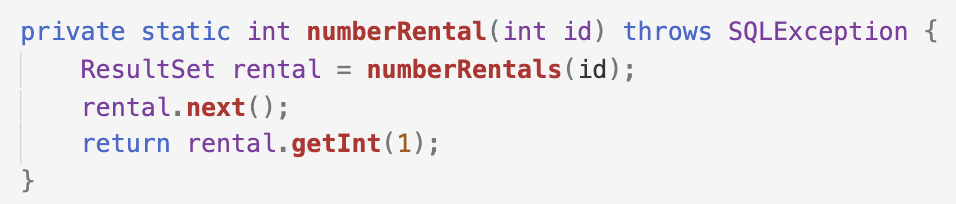 private static int numberRental(int id) throws SQLException {
    ResultSet rental = numberRentals(id);
    rental.next();
    return rental.getInt(1);
}